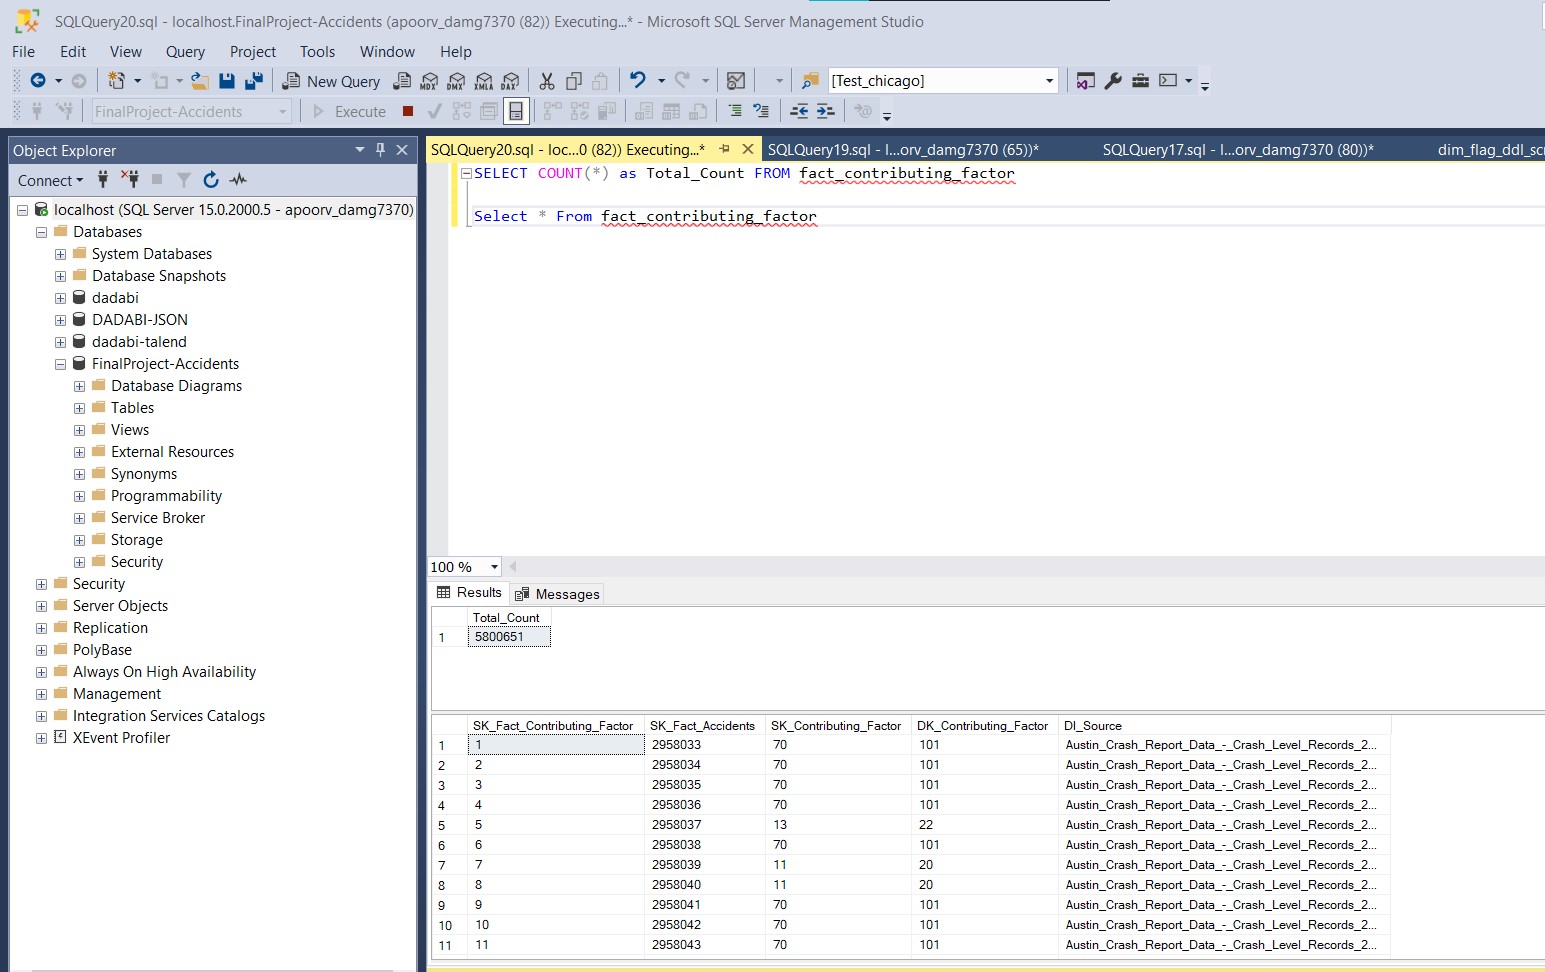 SQLQuery20.sql - localhost.FinalProject-Accidents (apoorv_damg7370 (82)) Executing...* - Microsoft SQL Server Management Studio
File Edit View Query Project Tools Window Help
New Query MDX DMX XMLA DAX [Test_chicago]
FinalProject-Accidents Execute
Object Explorer
Connect
localhost (SQL Server 15.0.2000.5 - apoorv_damg7370)
Databases
System Databases
Database Snapshots
dadabi
DADABI-JSON
dadabi-talend
FinalProject-Accidents
Database Diagrams
Tables
Views
External Resources
Synonyms
Programmability
Service Broker
Storage
Security
Security
Server Objects
Replication
PolyBase
Always On High Availability
Management
Integration Services Catalogs
XEvent Profiler
SQLQuery20.sql - loc...0 (82)) Executing...* SQLQuery19.sql - l...orv_damg7370 (65))* SQLQuery17.sql - l...orv_damg7370 (80))* dim_flag_ddl_scr
SELECT COUNT(*) as Total_Count FROM fact_contributing_factor
Select * From fact_contributing_factor
100 %
Results Messages
Total_Count
1 5800651
SK_Fact_Contributing_Factor SK_Fact_Accidents SK_Contributing_Factor DK_Contributing_Factor DI_Source
1 1 2958033 70 101 Austin_Crash_Report_Data_-_Crash_Level_Records_2...
2 2 2958034 70 101 Austin_Crash_Report_Data_-_Crash_Level_Records_2...
3 3 2958035 70 101 Austin_Crash_Report_Data_-_Crash_Level_Records_2...
4 4 2958036 70 101 Austin_Crash_Report_Data_-_Crash_Level_Records_2...
5 5 2958037 13 22 Austin_Crash_Report_Data_-_Crash_Level_Records_2...
6 6 2958038 70 101 Austin_Crash_Report_Data_-_Crash_Level_Records_2...
7 7 2958039 11 20 Austin_Crash_Report_Data_-_Crash_Level_Records_2...
8 8 2958040 11 20 Austin_Crash_Report_Data_-_Crash_Level_Records_2...
9 9 2958041 70 101 Austin_Crash_Report_Data_-_Crash_Level_Records_2...
10 10 2958042 70 101 Austin_Crash_Report_Data_-_Crash_Level_Records_2...
11 11 2958043 70 101 Austin_Crash_Report_Data_-_Crash_Level_Records_2...